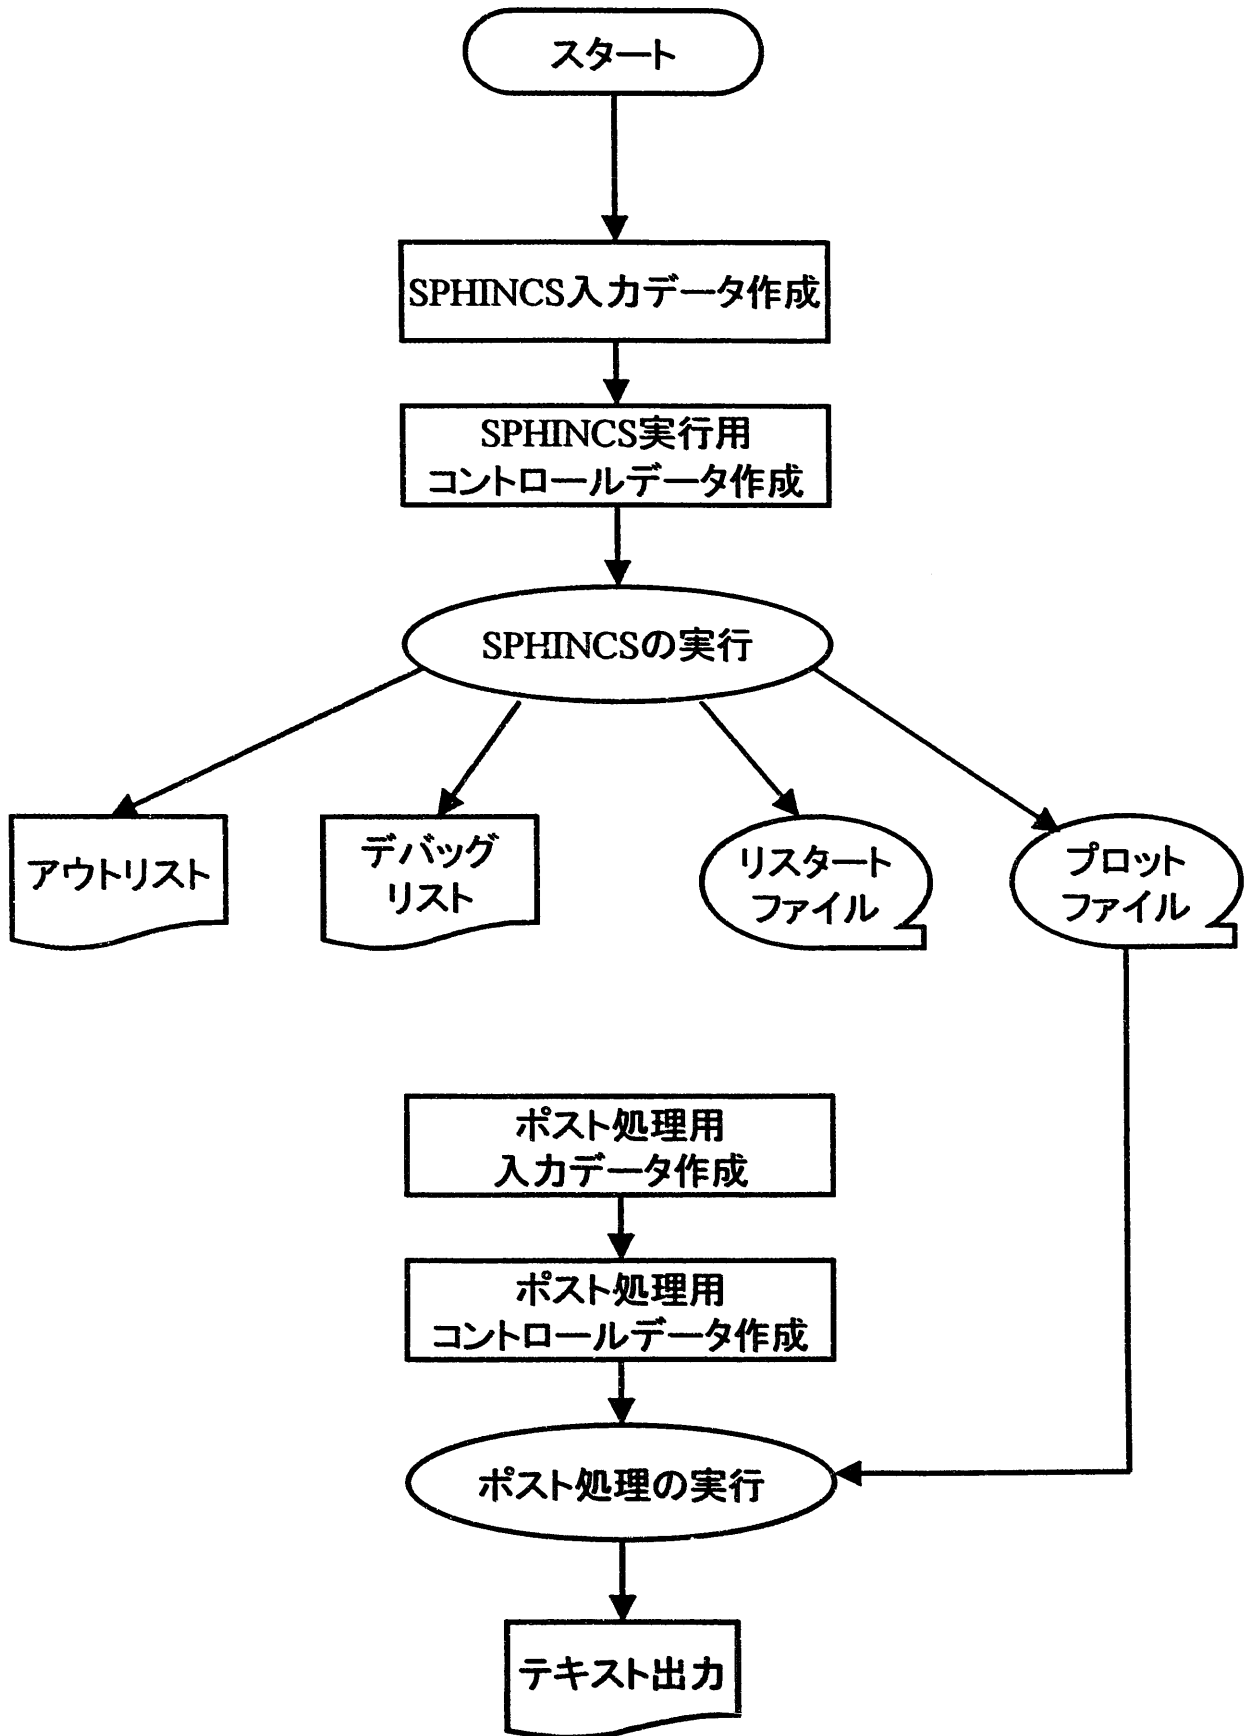 スタート
SPHINCS入力データ作成
SPHINCS実行用
コントロールデータ作成
SPHINCSの実行
アウトリスト
デバッグ
リスト
リスタート
ファイル
プロット
ファイル
ポスト処理用
入力データ作成
ポスト処理用
コントロールデータ作成
ポスト処理の実行
テキスト出力